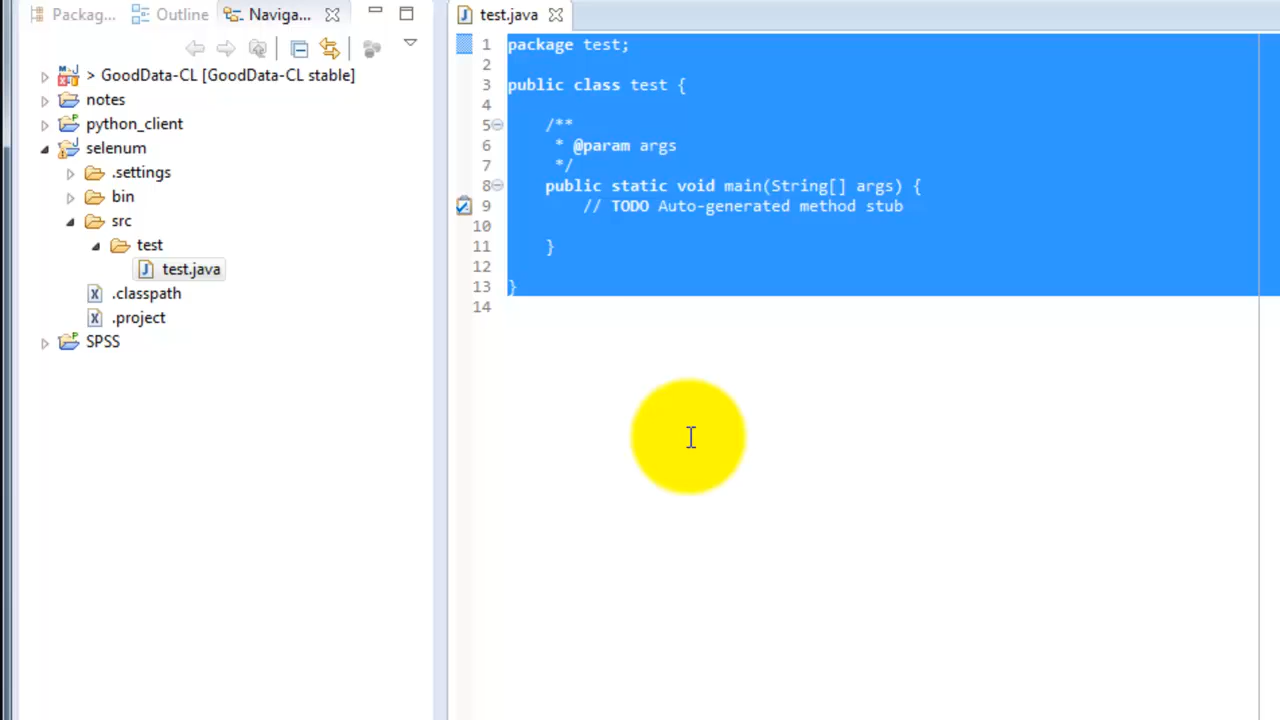 Packag...
Outline
Naviga...
> GoodData-CL [GoodData-CL stable]
notes
python_client
selenum
.settings
bin
src
test
test.java
.classpath
.project
SPSS
test.java
1 package test;
2
3 public class test {
4
5 /**
6 * @param args
7 */
8 public static void main(String[] args) {
9 // TODO Auto-generated method stub
10
11 }
12
13 }
14